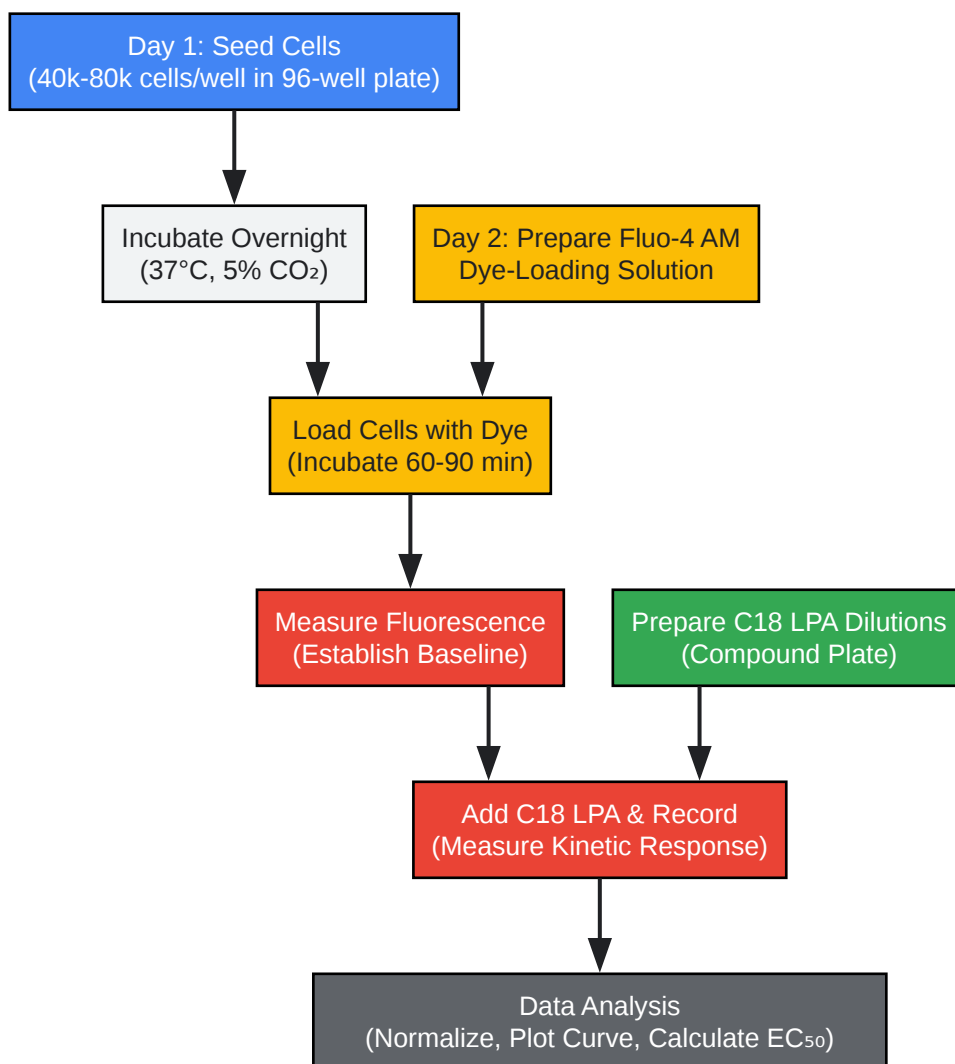 Day 1: Seed Cells
(40k-80k cells/well in 96-well plate)
Incubate Overnight
(37°C, 5% CO₂)
Day 2: Prepare Fluo-4 AM
Dye-Loading Solution
Load Cells with Dye
(Incubate 60-90 min)
Measure Fluorescence
(Establish Baseline)
Prepare C18 LPA Dilutions
(Compound Plate)
Add C18 LPA & Record
(Measure Kinetic Response)
Data Analysis
(Normalize, Plot Curve, Calculate EC₅₀)